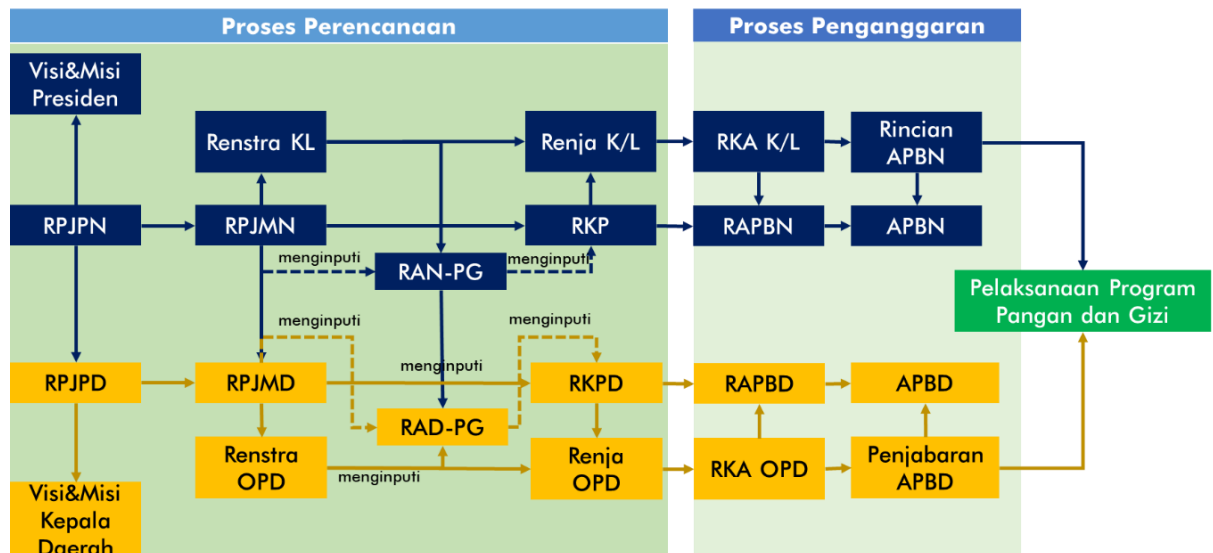 Proses Perencanaan
Proses Penganggaran
Visi&Misi
Presiden
Renstra KL
Renja K/L
RKA K/L
Rincian
APBN
RPJPN
RPJMN
RKP
RAPBN
APBN
menginputi
RAN-PG
menginputi
Pelaksanaan Program
Pangan dan Gizi
menginputi
menginputi
RPJPD
RPJMD
menginputi
RKPD
RAPBD
APBD
RAD-PG
Renstra
OPD
menginputi
Renja
OPD
RKA OPD
Penjabaran
APBD
Visi&Misi
Kepala
Daerah